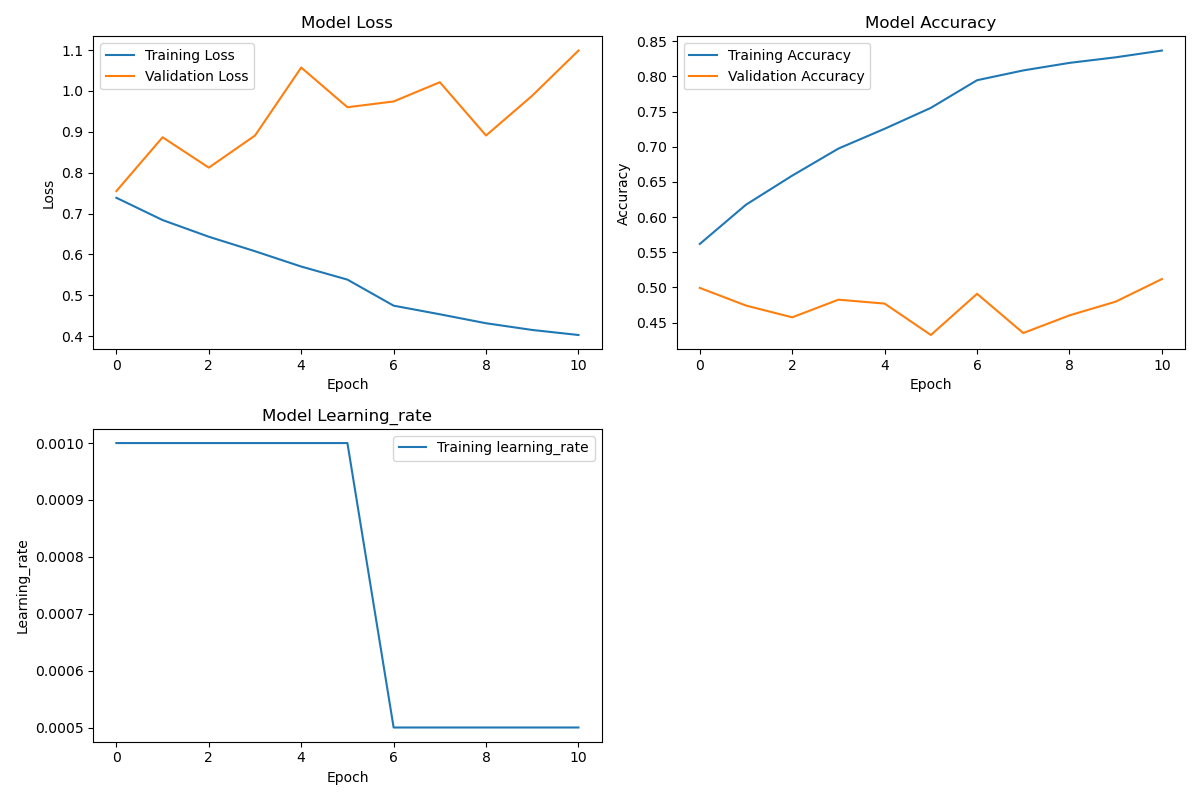 Model Loss
Training Loss
Validation Loss
1.1
1.0
0.9
0.8
0.7
0.6
0.5
0.4
Loss
0 2 4 6 8 10
Epoch
Model Accuracy
Training Accuracy
Validation Accuracy
0.85
0.80
0.75
0.70
0.65
0.60
0.55
0.50
0.45
Accuracy
0 2 4 6 8 10
Epoch
Model Learning_rate
Training learning_rate
0.0010
0.0009
0.0008
0.0007
0.0006
0.0005
Learning_rate
0 2 4 6 8 10
Epoch